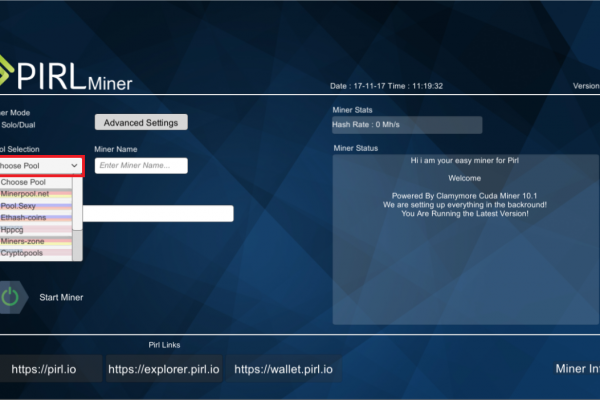 PIRL Miner
Date : 17-11-17 Time : 11:19:32
Version
er Mode
Solo/Dual
Advanced Settings
Miner Stats
Hash Rate : 0 Mh/s
ol Selection
Miner Name
Miner Status
hoose Pool
Enter Miner Name...
Choose Pool
Minerpool.net
Pool.Sexy
Ethash-coins
Hppcg
Miners-zone
Cryptopools
Hi i am your easy miner for Pirl
Welcome
Powered By Claymymore Cuda Miner 10.1
We are setting up everything in the backround!
You Are Running the Latest Version!
Start Miner
Pirl Links
https://pirl.io
https://explorer.pirl.io
https://wallet.pirl.io
Miner Inf